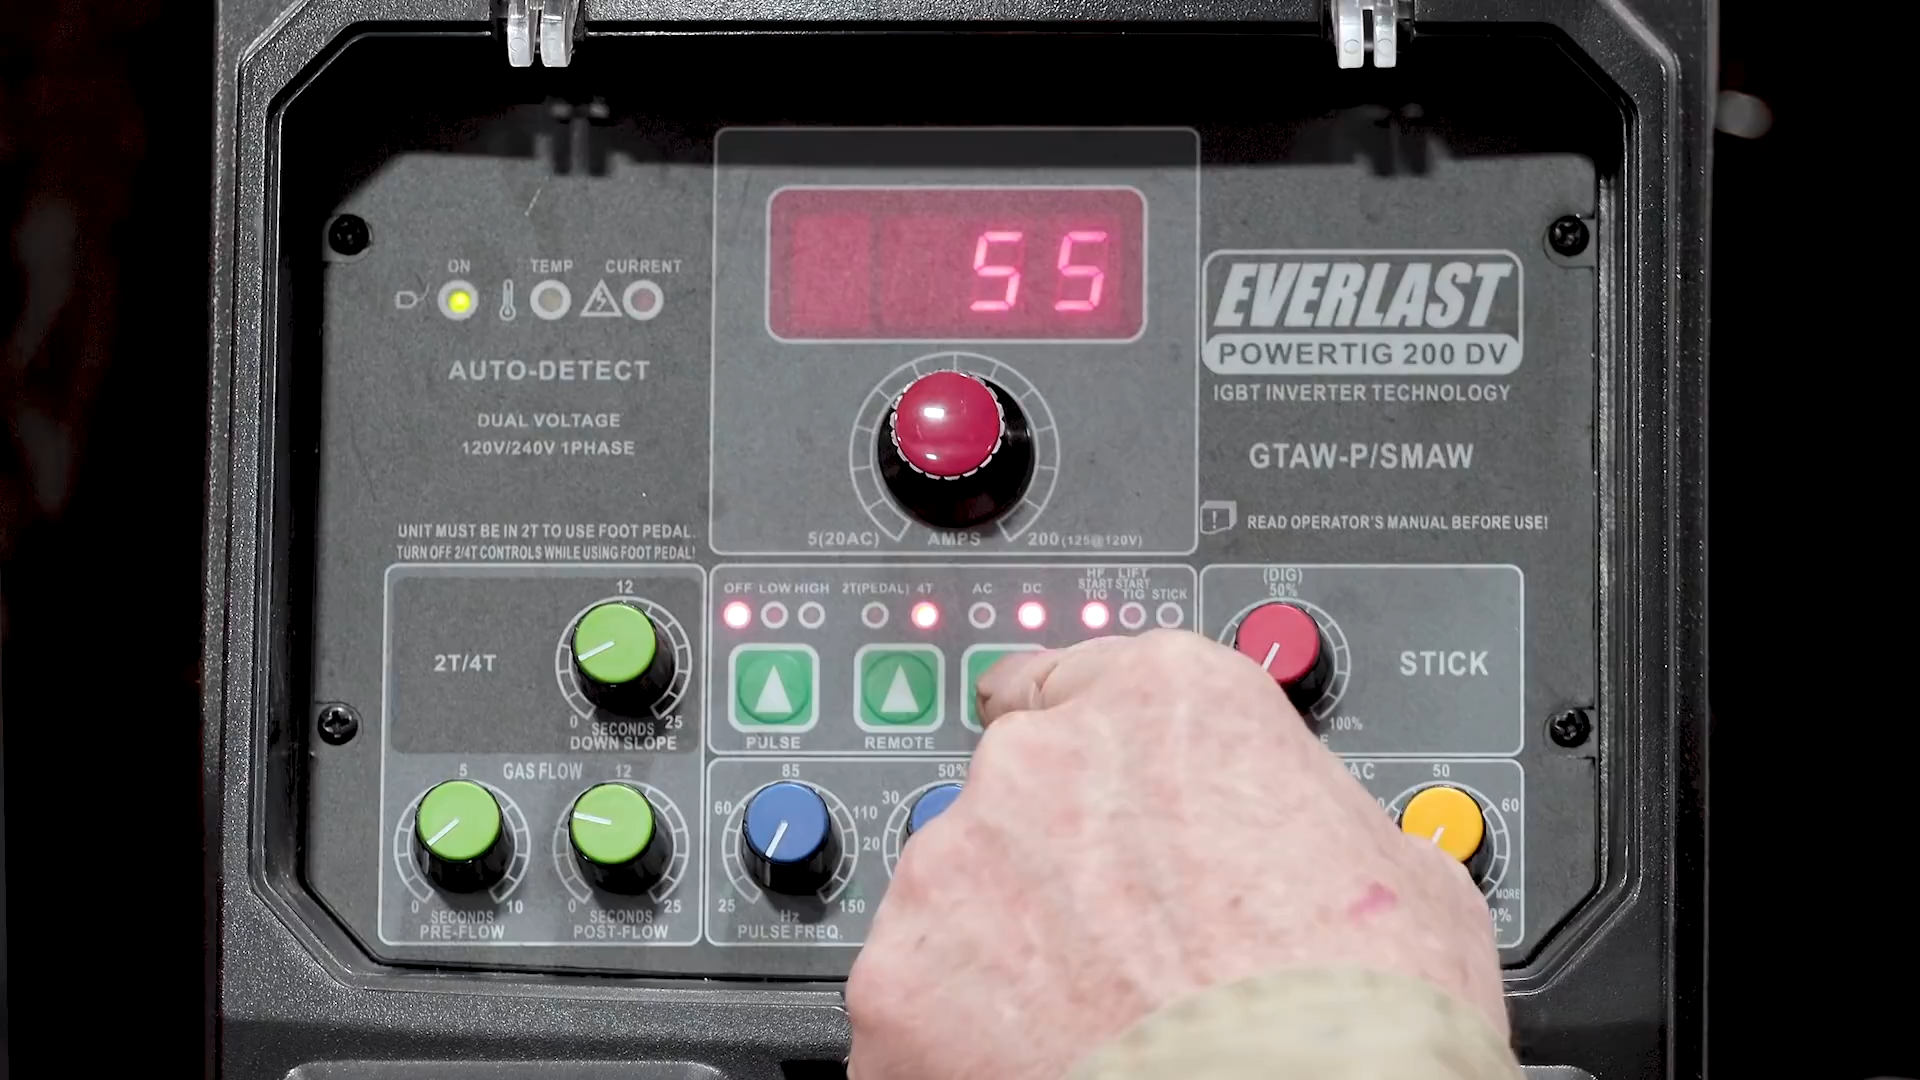 55
ON
TEMP
CURRENT
AUTO-DETECT
DUAL VOLTAGE
120V/240V 1PHASE
UNIT MUST BE IN 2T TO USE FOOT PEDAL.
TURN OFF 2/4T CONTROLS WHILE USING FOOT PEDAL!
5(20AC)
AMPS
200 (125@120V)
EVERLAST
POWERTIG 200 DV
IGBT INVERTER TECHNOLOGY
GTAW-P/SMAW
! READ OPERATOR'S MANUAL BEFORE USE!
2T/4T
12
0
SECONDS
25
DOWN SLOPE
OFF LOW HIGH
2T(PEDAL) 4T
AC DC
HF START TIG
LIFT START TIG
STICK
PULSE
REMOTE
(DIG)
50%
100%
STICK
GAS FLOW
5
0
SECONDS
10
PRE-FLOW
12
0
SECONDS
25
POST-FLOW
85
60
110
25
Hz
150
PULSE FREQ.
50%
30
20
AC
50
60
MORE